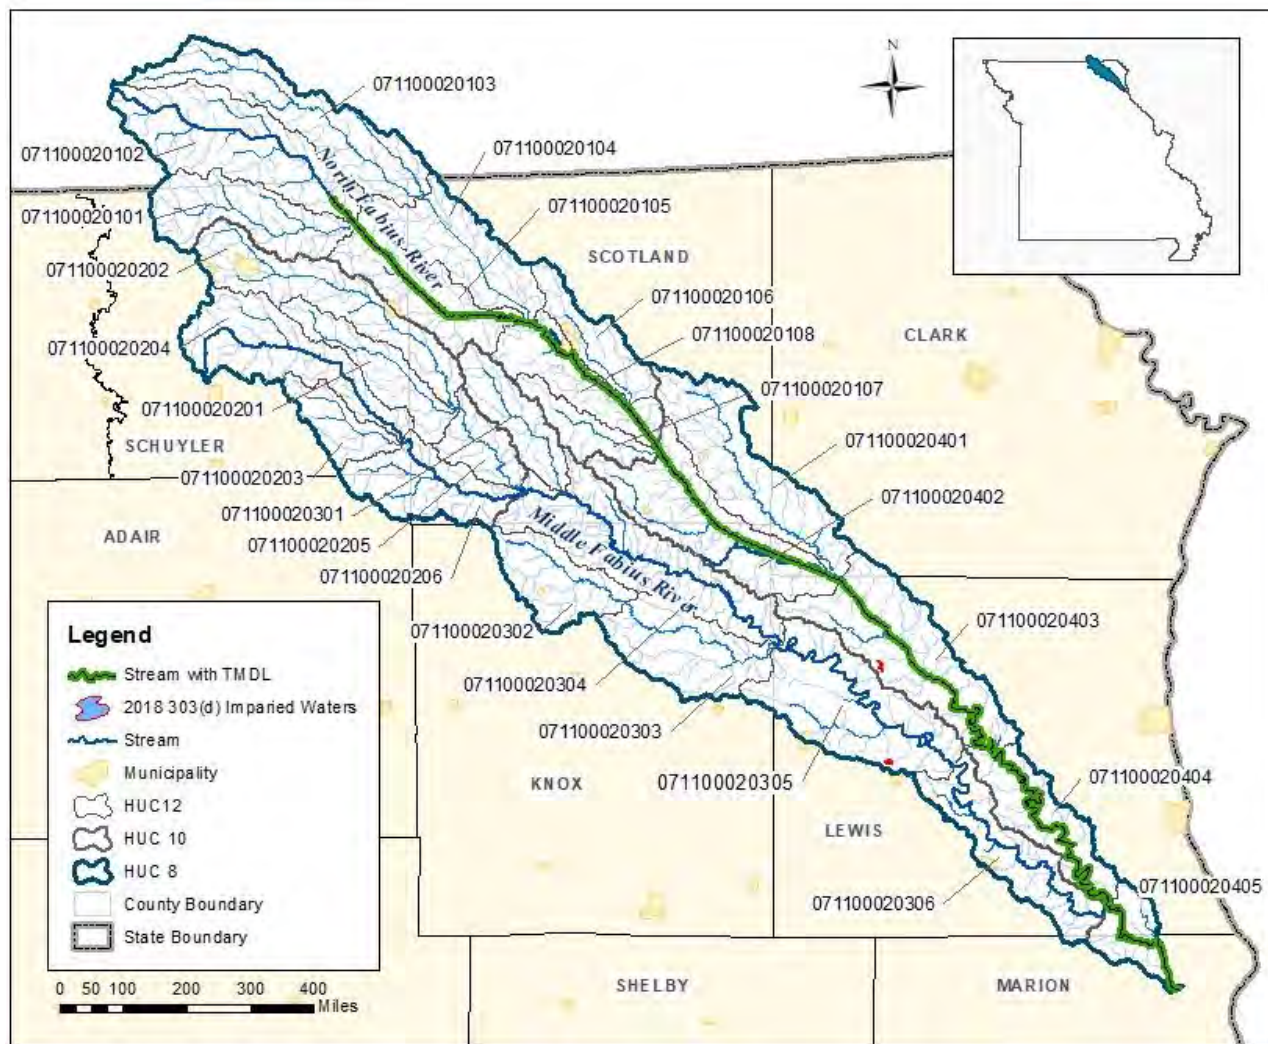 N
071100020103
071100020102
071100020104
North Fabius River
071100020101
071100020105
SCOTLAND
071100020202
071100020106
071100020108
CLARK
071100020204
071100020107
071100020201
071100020401
SCHUYLER
071100020203
071100020402
071100020301
ADAIR
071100020205
Middle Fabius River
071100020206
071100020302
071100020403
071100020304
071100020303
KNOX
071100020305
071100020404
LEWIS
071100020405
071100020306
SHELBY
MARION
Legend
Stream with TMDL
2018 303(d) Imparied Waters
Stream
Municipality
HUC12
HUC 10
HUC 8
County Boundary
State Boundary
0 50 100 200 300 400
Miles